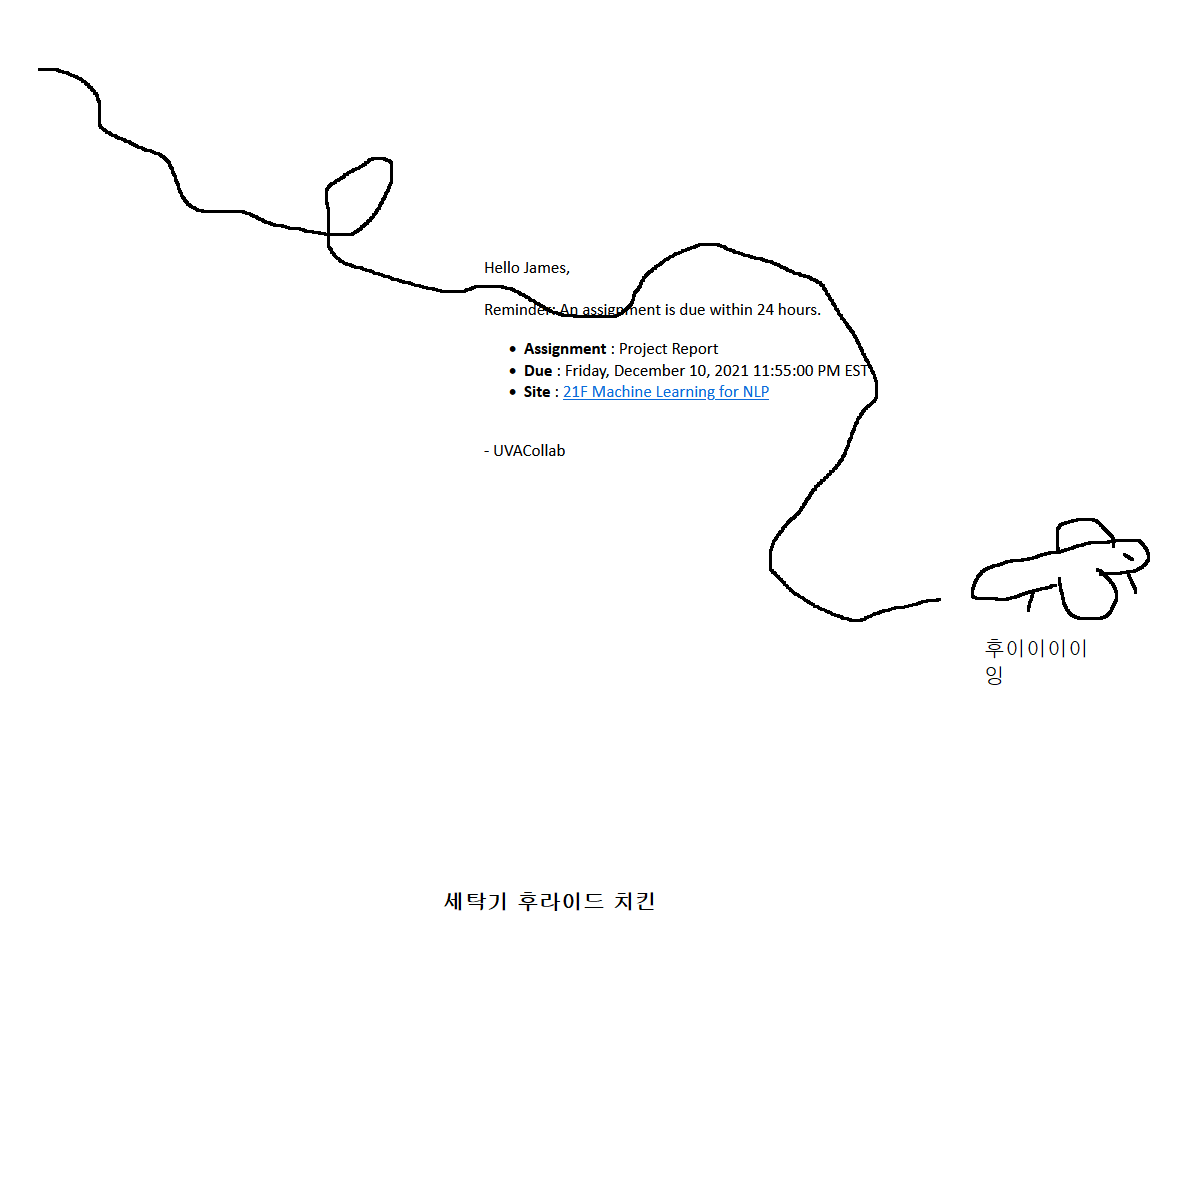 Hello James,
Reminder: An assignment is due within 24 hours.
• Assignment : Project Report
• Due : Friday, December 10, 2021 11:55:00 PM EST
• Site : 21F Machine Learning for NLP
- UVACollab
후이이이이
잉
세탁기 후라이드 치킨